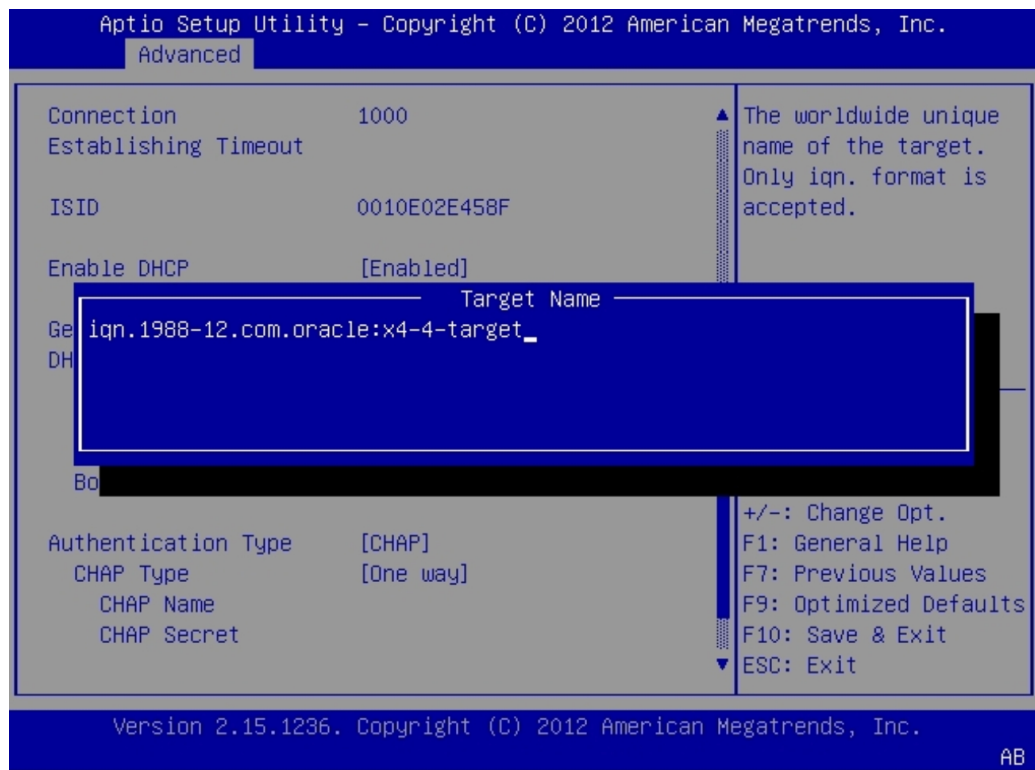 Aptio Setup Utility – Copyright (C) 2012 American Megatrends, Inc.
Advanced
Connection 1000
Establishing Timeout
ISID 0010E02E458F
Enable DHCP [Enabled]
Target Name
Ge
iqn.1988-12.com.oracle:x4-4-target_
DH
Bo
Authentication Type [CHAP]
CHAP Type [One way]
CHAP Name
CHAP Secret
The worldwide unique
name of the target.
Only iqn. format is
accepted.
+/-: Change Opt.
F1: General Help
F7: Previous Values
F9: Optimized Defaults
F10: Save & Exit
ESC: Exit
Version 2.15.1236. Copyright (C) 2012 American Megatrends, Inc.
AB